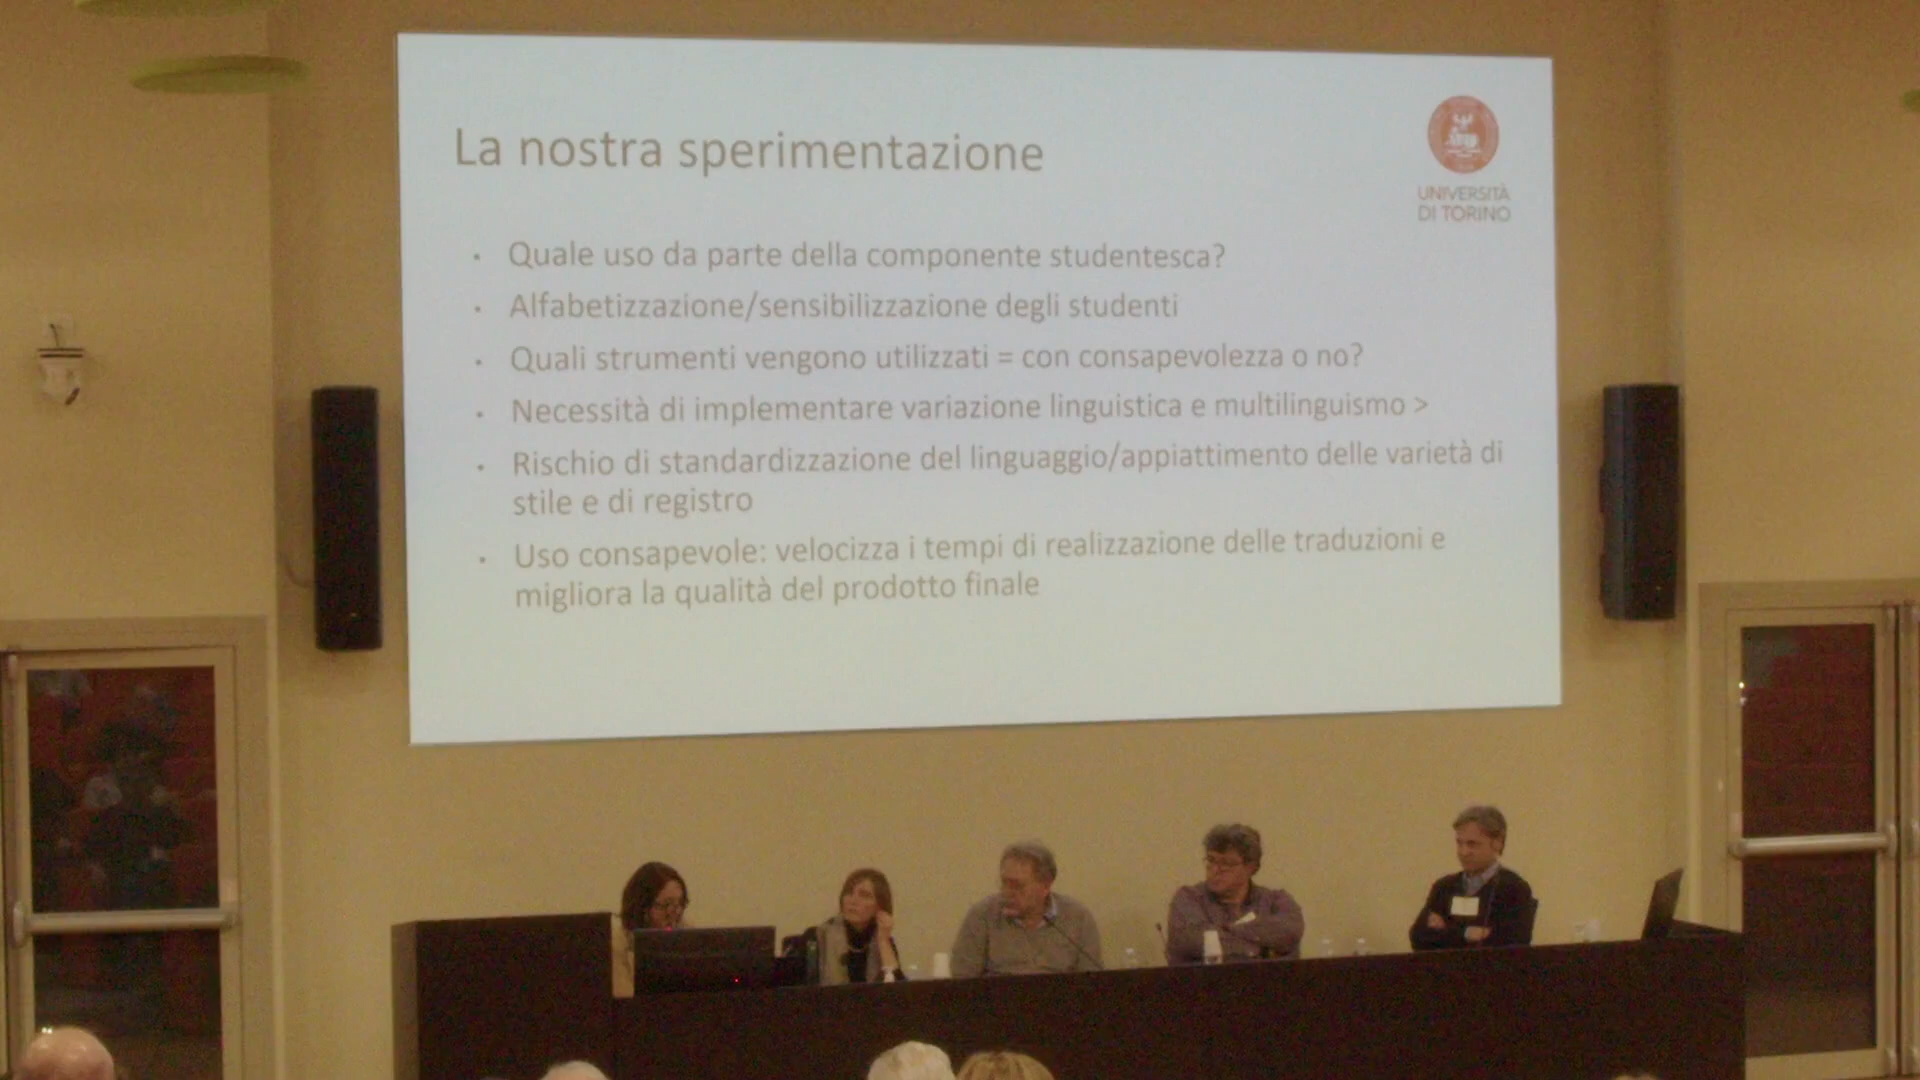 La nostra sperimentazione
UNIVERSITÀ
DI TORINO
· Quale uso da parte della componente studentesca?
· Alfabetizzazione/sensibilizzazione degli studenti
· Quali strumenti vengono utilizzati = con consapevolezza o no?
· Necessità di implementare variazione linguistica e multilinguismo >
· Rischio di standardizzazione del linguaggio/appiattimento delle varietà di
stile e di registro
· Uso consapevole: velocizza i tempi di realizzazione delle traduzioni e
migliora la qualità del prodotto finale